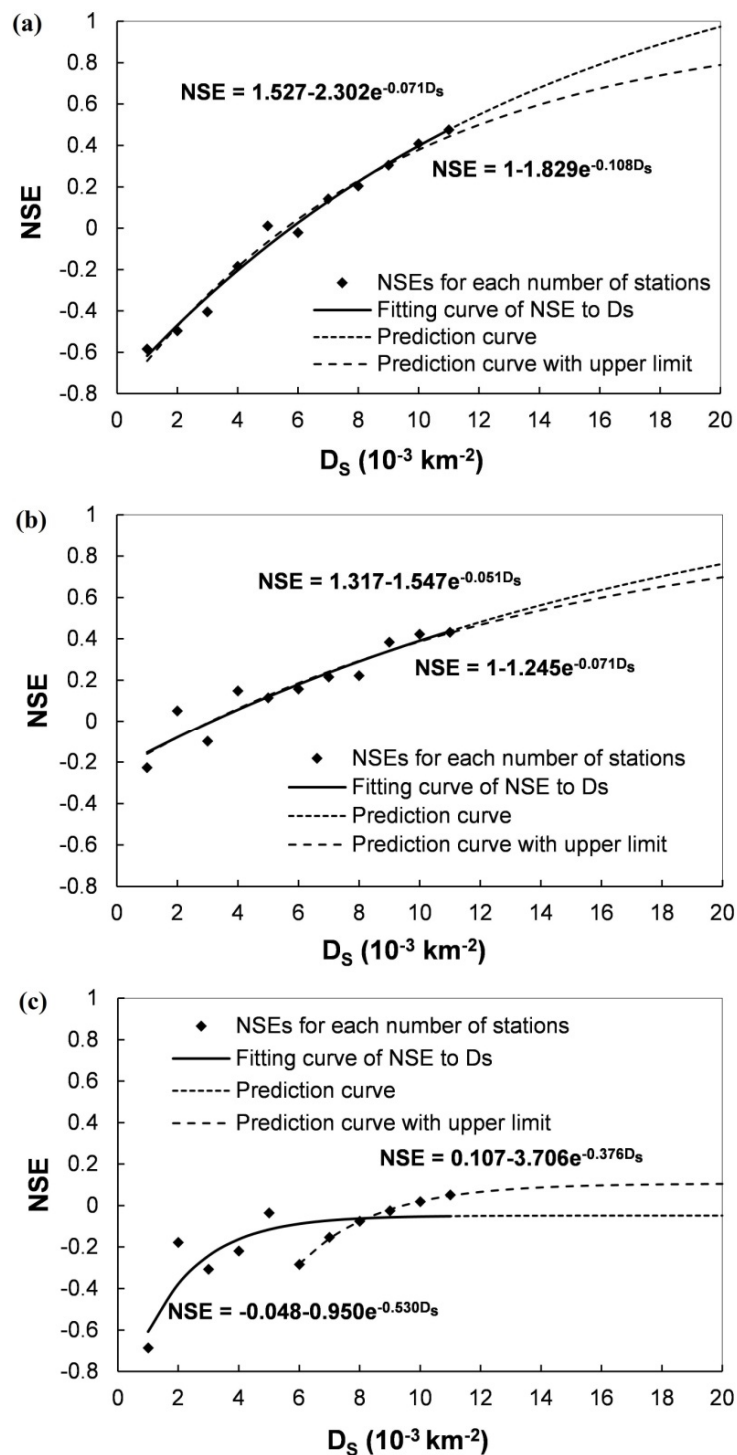 (a)
1
0.8
0.6
0.4
0.2
0
-0.2
-0.4
-0.6
-0.8
NSE
NSE = 1.527-2.302e^-0.071Ds
NSE = 1-1.829e^-0.108Ds
NSEs for each number of stations
Fitting curve of NSE to Ds
Prediction curve
Prediction curve with upper limit
0 2 4 6 8 10 12 14 16 18 20
DS (10^-3 km^-2)
(b)
1
0.8
0.6
0.4
0.2
0
-0.2
-0.4
-0.6
-0.8
NSE
NSE = 1.317-1.547e^-0.051Ds
NSE = 1-1.245e^-0.071Ds
NSEs for each number of stations
Fitting curve of NSE to Ds
Prediction curve
Prediction curve with upper limit
0 2 4 6 8 10 12 14 16 18 20
DS (10^-3 km^-2)
(c)
1
0.8
0.6
0.4
0.2
0
-0.2
-0.4
-0.6
-0.8
NSE
NSEs for each number of stations
Fitting curve of NSE to Ds
Prediction curve
Prediction curve with upper limit
NSE = 0.107-3.706e^-0.376Ds
NSE = -0.048-0.950e^-0.530Ds
0 2 4 6 8 10 12 14 16 18 20
DS (10^-3 km^-2)